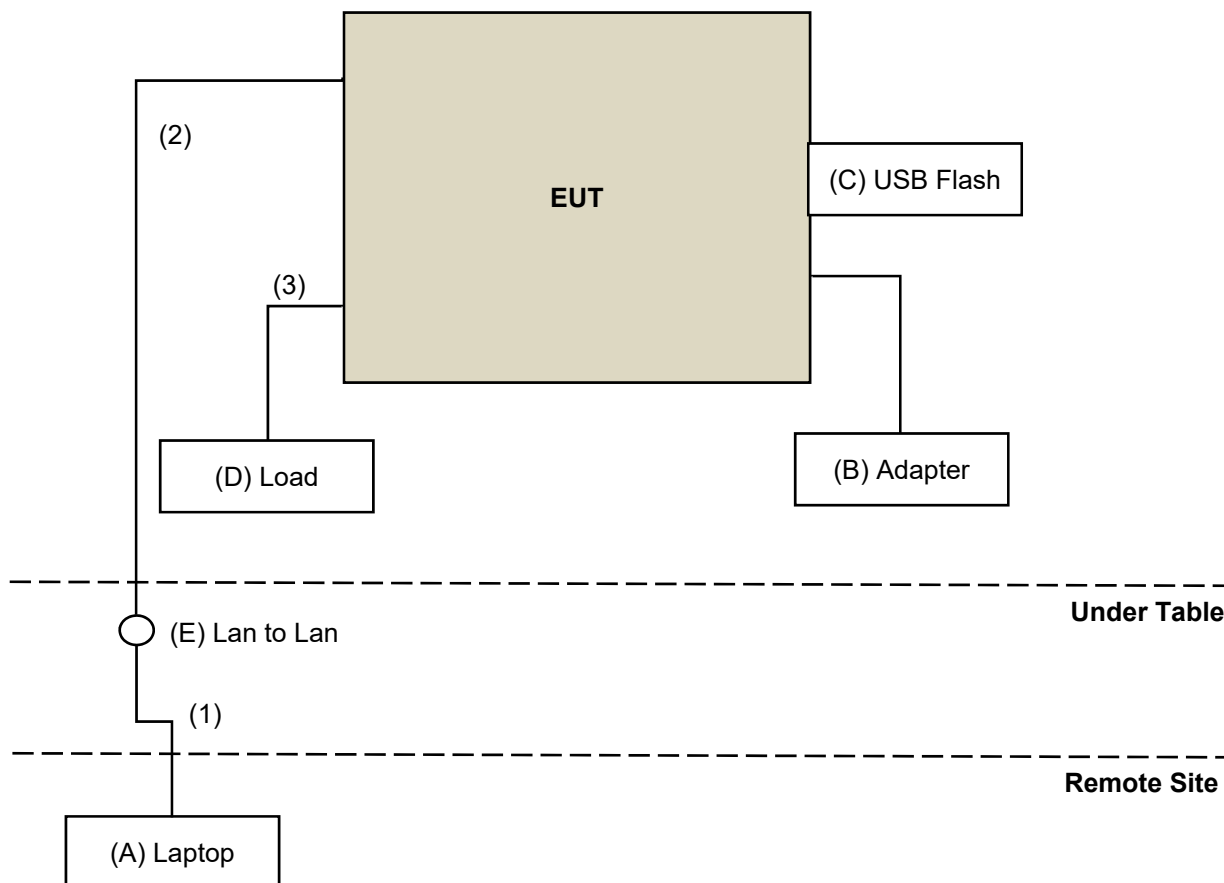 (2)
(C) USB Flash
EUT
(3)
(D) Load
(B) Adapter
Under Table
(E) Lan to Lan
(1)
Remote Site
(A) Laptop